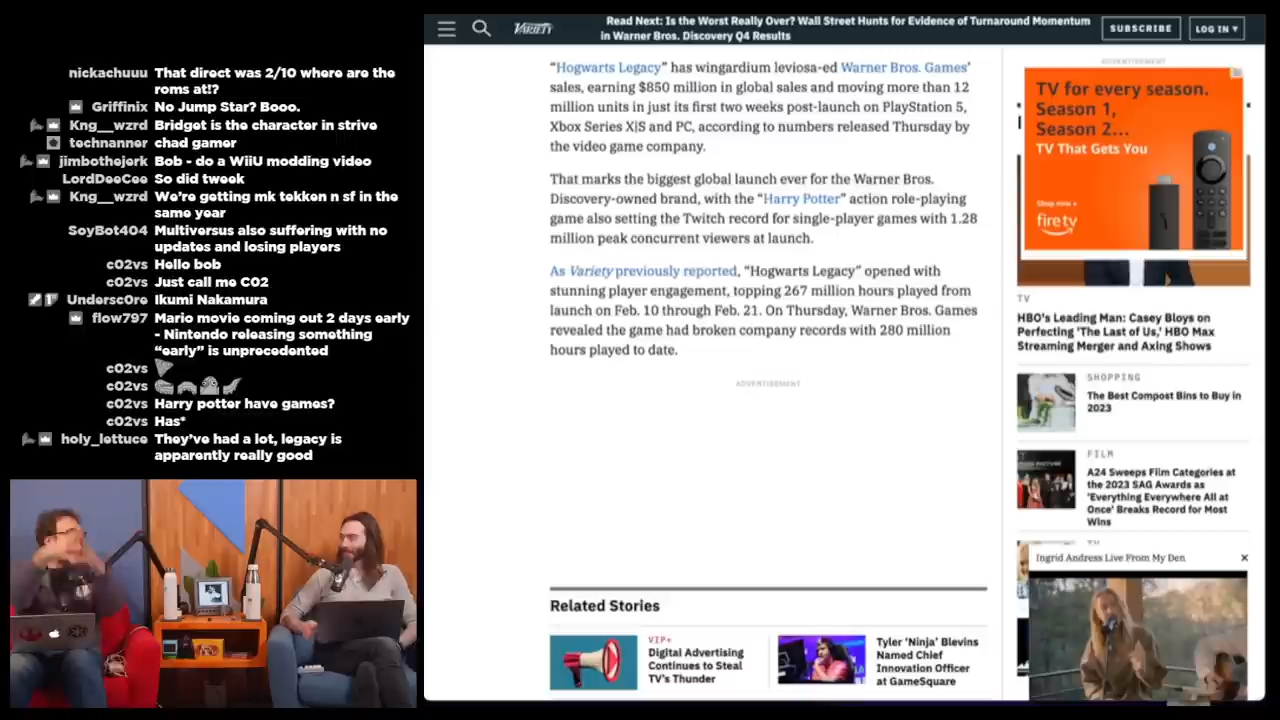 nickachuuu That direct was 2/10 where are the
roms at!?
Griffinix No Jump Star? Booo.
Kng__wzrd Bridget is the character in strive
technanner chad gamer
jimbothejerk Bob - do a WiiU modding video
LordDeeCee So did tweek
Kng__wzrd We're getting mk tekken n sf in the
same year
SoyBot404 Multiversus also suffering with no
updates and losing players
c02vs Hello bob
c02vs Just call me CO2
Undersc0re Ikumi Nakamura
flow797 Mario movie coming out 2 days early
- Nintendo releasing something
“early” is unprecedented
c02vs
c02vs
c02vs Harry potter have games?
c02vs Has*
holy_lettuce They've had a lot, legacy is
apparently really good
VARIETY
Read Next: Is the Worst Really Over? Wall Street Hunts for Evidence of Turnaround Momentum
in Warner Bros. Discovery Q4 Results
SUBSCRIBE
LOG IN ▾
“Hogwarts Legacy” has wingardium leviosa-ed Warner Bros. Games’
sales, earning $850 million in global sales and moving more than 12
million units in just its first two weeks post-launch on PlayStation 5,
Xbox Series X|S and PC, according to numbers released Thursday by
the video game company.
That marks the biggest global launch ever for the Warner Bros.
Discovery-owned brand, with the “Harry Potter” action role-playing
game also setting the Twitch record for single-player games with 1.28
million peak concurrent viewers at launch.
As Variety previously reported, “Hogwarts Legacy” opened with
stunning player engagement, topping 267 million hours played from
launch on Feb. 10 through Feb. 21. On Thursday, Warner Bros. Games
revealed the game had broken company records with 280 million
hours played to date.
ADVERTISEMENT
Related Stories
VIP+
Digital Advertising
Continues to Steal
TV's Thunder
Tyler ‘Ninja’ Blevins
Named Chief
Innovation Officer
at GameSquare
ADVERTISEMENT
TV for every season.
Season 1,
Season 2...
TV That Gets You
Shop now ▸
fire tv
TV
HBO's Leading Man: Casey Bloys on
Perfecting 'The Last of Us,' HBO Max
Streaming Merger and Axing Shows
SHOPPING
The Best Compost Bins to Buy in
2023
FILM
A24 Sweeps Film Categories at
the 2023 SAG Awards as
'Everything Everywhere All at
Once' Breaks Record for Most
Wins
TV
Ingrid Andress Live From My Den